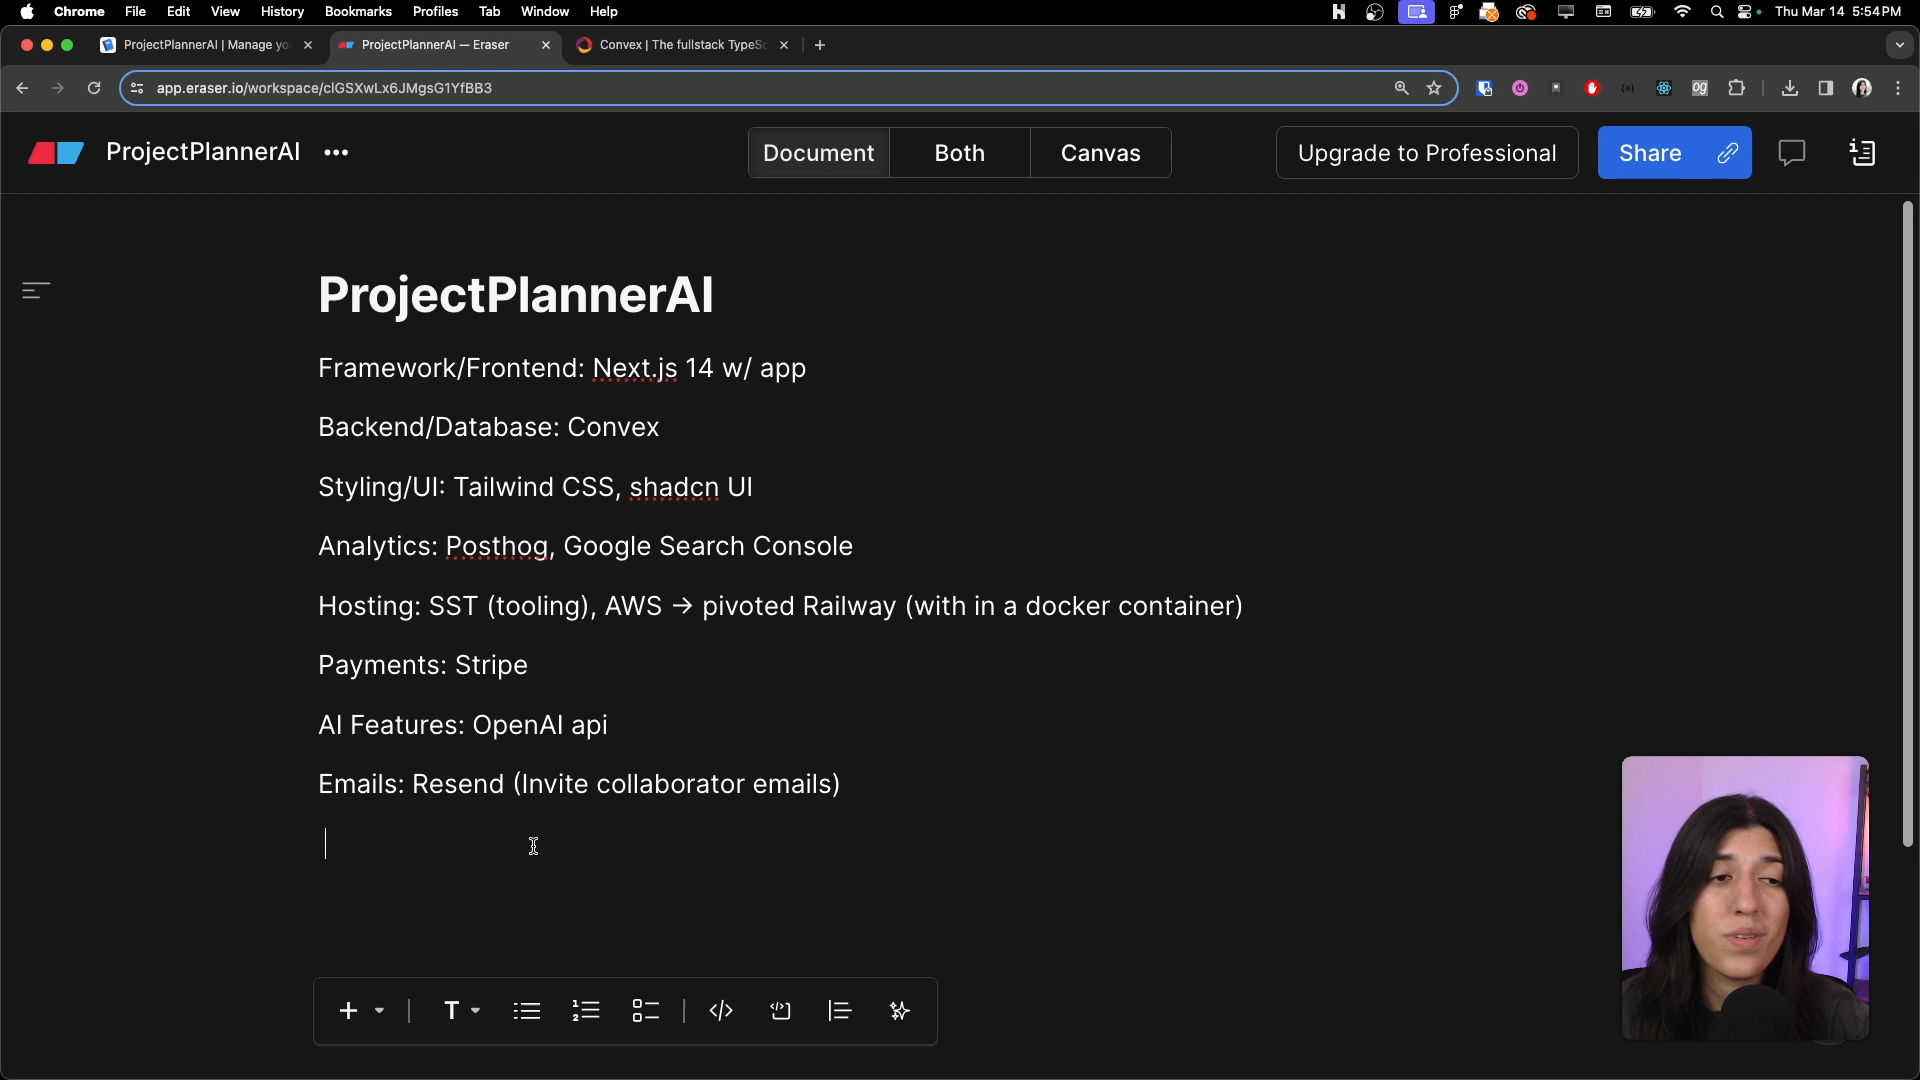 Chrome File Edit View History Bookmarks Profiles Tab Window Help Thu Mar 14 5:54 PM
ProjectPlannerAI | Manage yo
ProjectPlannerAI — Eraser
Convex | The fullstack TypeSc
app.eraser.io/workspace/clGSXwLx6JMgsG1YfBB3
ProjectPlannerAI
Document Both Canvas
Upgrade to Professional
Share
ProjectPlannerAI
Framework/Frontend: Next.js 14 w/ app
Backend/Database: Convex
Styling/UI: Tailwind CSS, shadcn UI
Analytics: Posthog, Google Search Console
Hosting: SST (tooling), AWS → pivoted Railway (with in a docker container)
Payments: Stripe
AI Features: OpenAI api
Emails: Resend (Invite collaborator emails)